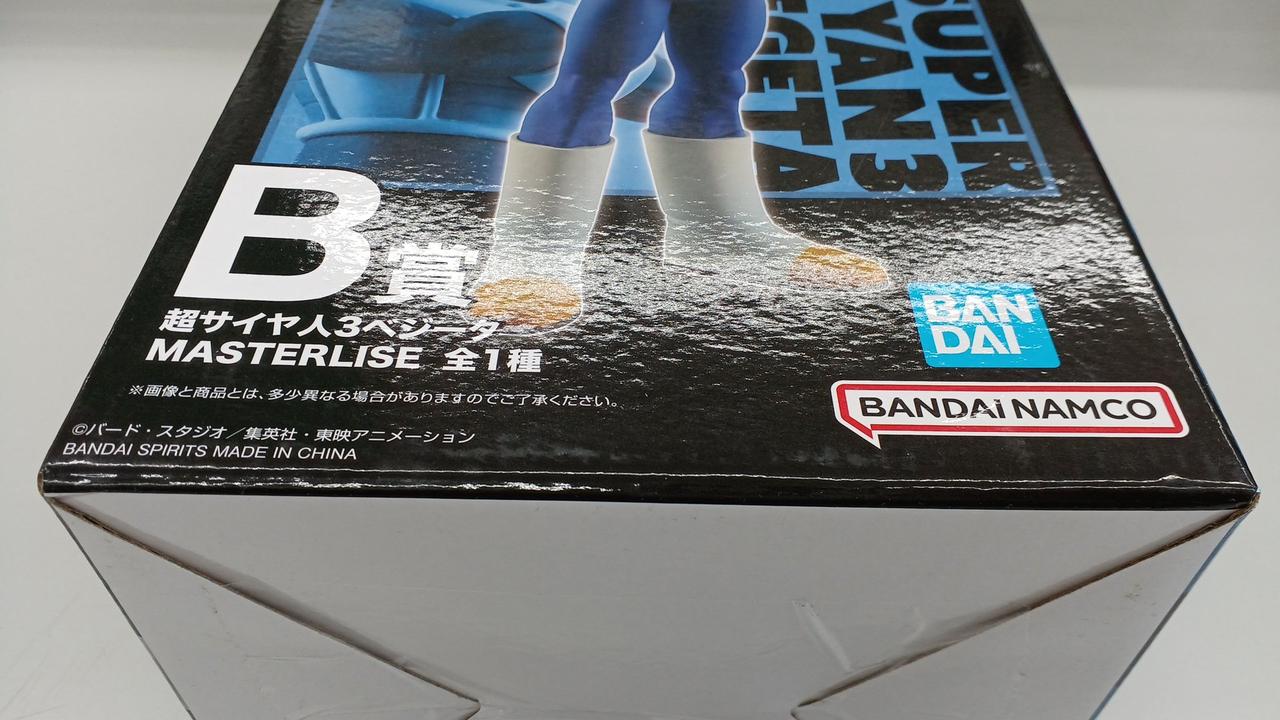 SUPER
YAN 3
GETA
B賞
超サイヤ人3ベジータ
MASTERLISE 全1種
※画像と商品とは、多少異なる場合がありますのでご了承ください。
©バード・スタジオ/集英社・東映アニメーション
BANDAI SPIRITS MADE IN CHINA
BAN
DAI
BANDAI NAMCO